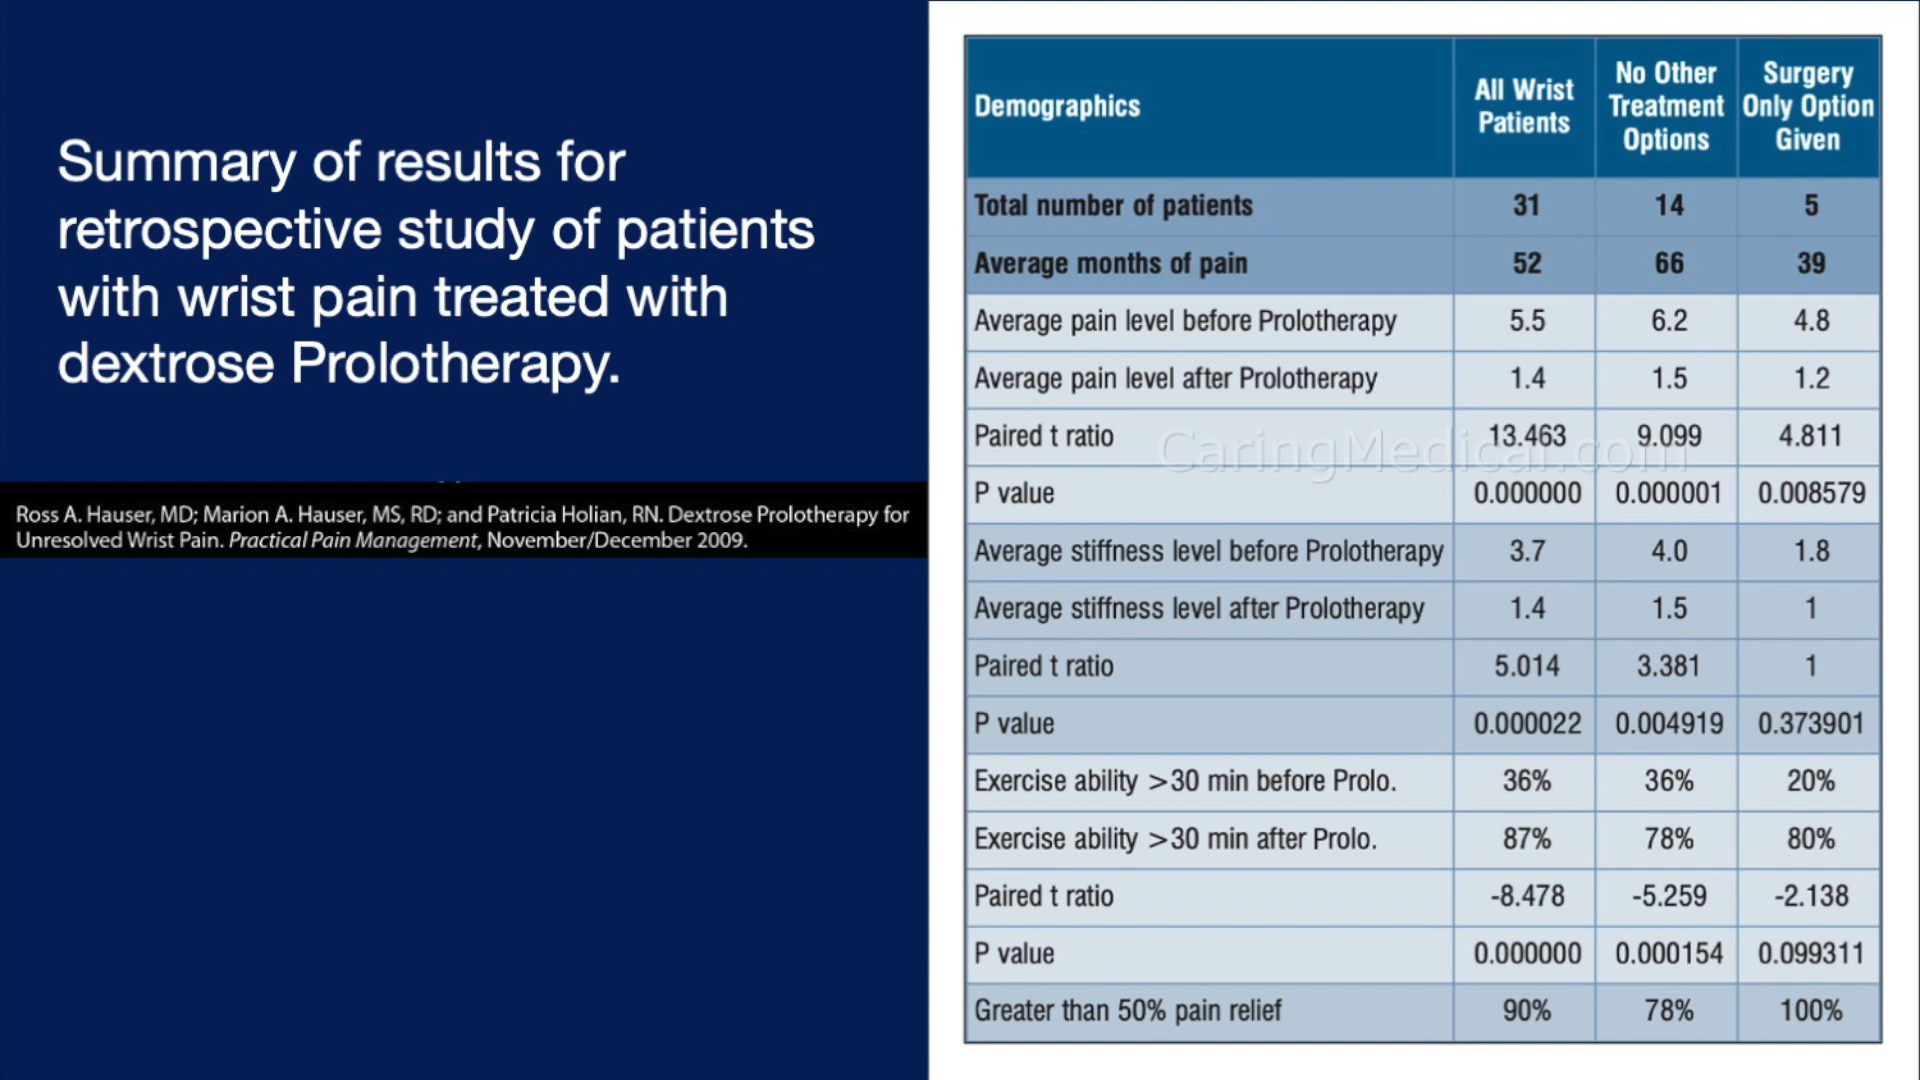 Summary of results for
retrospective study of patients
with wrist pain treated with
dextrose Prolotherapy.
Ross A. Hauser, MD; Marion A. Hauser, MS, RD; and Patricia Holian, RN. Dextrose Prolotherapy for
Unresolved Wrist Pain. Practical Pain Management, November/December 2009.
Demographics All Wrist Patients No Other Treatment Options Surgery Only Option Given
Total number of patients 31 14 5
Average months of pain 52 66 39
Average pain level before Prolotherapy 5.5 6.2 4.8
Average pain level after Prolotherapy 1.4 1.5 1.2
Paired t ratio 13.463 9.099 4.811
CaringMedical.com
P value 0.000000 0.000001 0.008579
Average stiffness level before Prolotherapy 3.7 4.0 1.8
Average stiffness level after Prolotherapy 1.4 1.5 1
Paired t ratio 5.014 3.381 1
P value 0.000022 0.004919 0.373901
Exercise ability >30 min before Prolo. 36% 36% 20%
Exercise ability >30 min after Prolo. 87% 78% 80%
Paired t ratio -8.478 -5.259 -2.138
P value 0.000000 0.000154 0.099311
Greater than 50% pain relief 90% 78% 100%